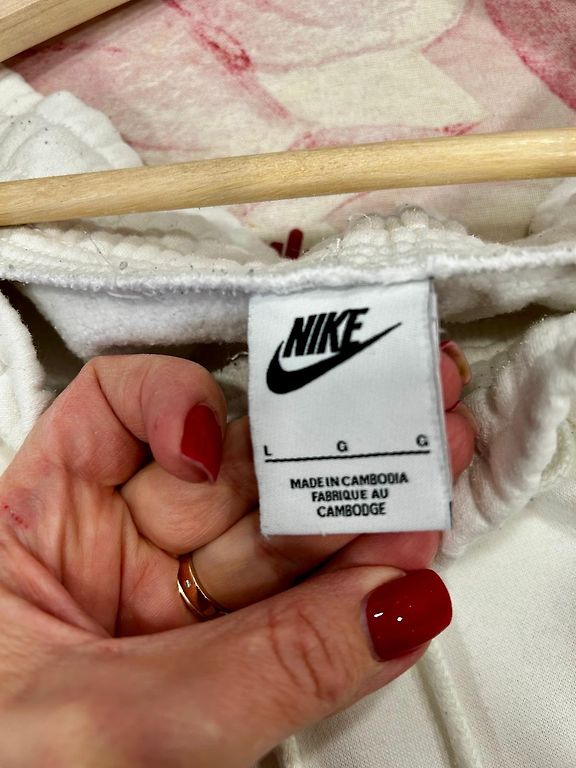 NIKE
L G G
MADE IN CAMBODIA
FABRIQUE AU
CAMBODGE